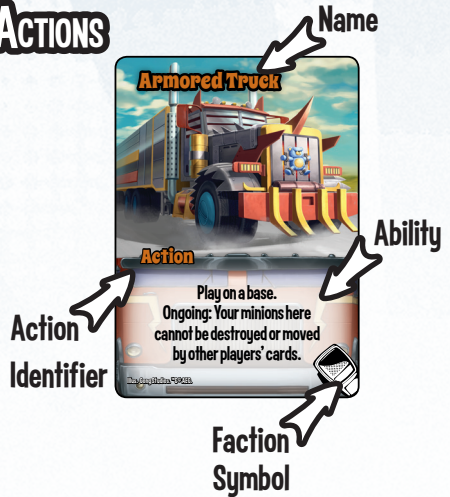 ACTIONS
Name
Armored Truck
Ability
Action
Play on a base.
Ongoing: Your minions here
cannot be destroyed or moved
by other players' cards.
Action
Identifier
Faction
Symbol